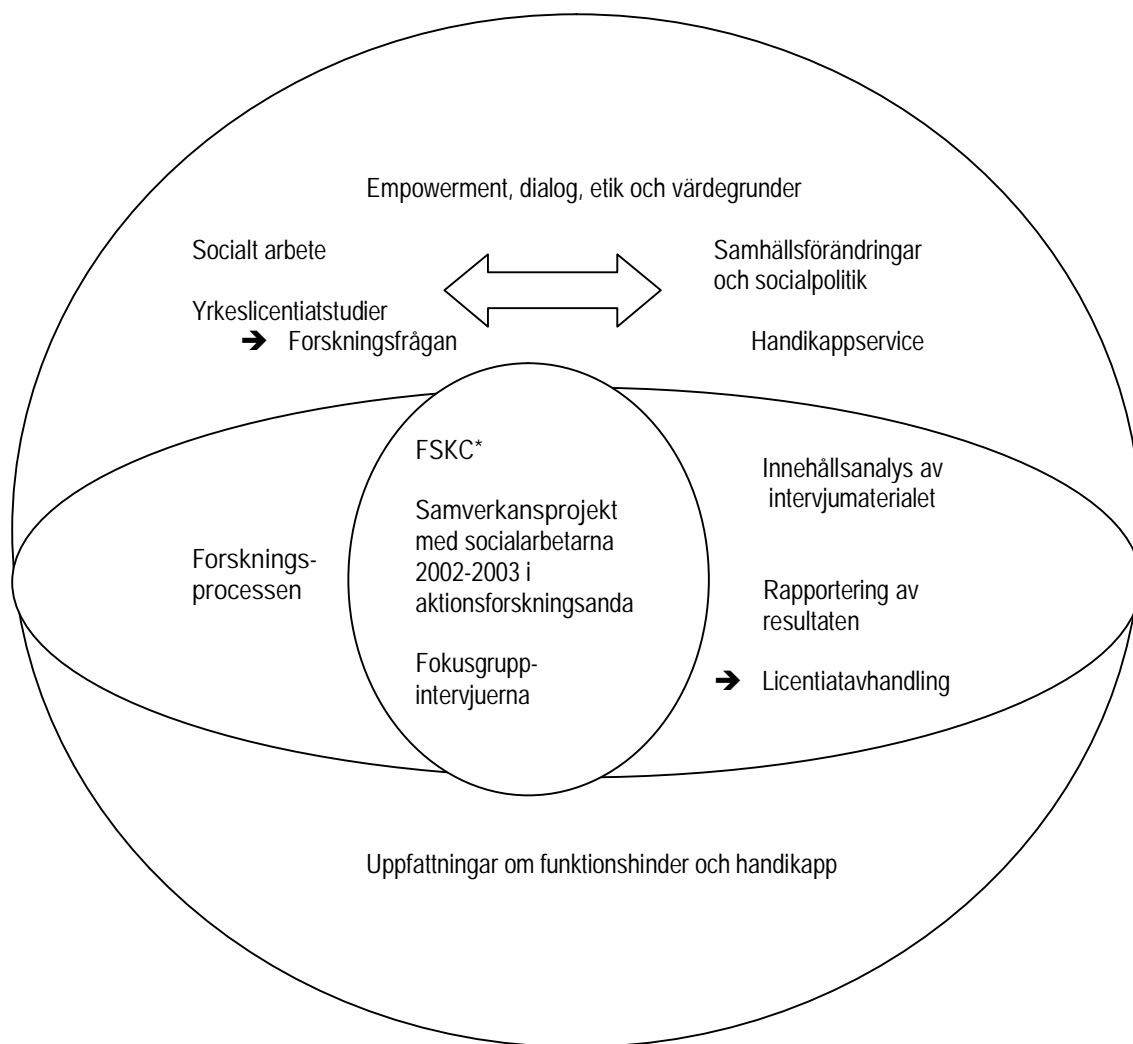 Empowerment, dialog, etik och värdegrunder
Socialt arbete
Yrkeslicentiatstudier
➔ Forskningsfrågan
Samhällsförändringar
och socialpolitik
Handikappservice
Forsknings-
processen
FSKC*
Samverkansprojekt
med socialarbetarna
2002-2003 i
aktionsforskningsanda
Fokusgrupp-
intervjuerna
Innehållsanalys av
intervjumaterialet
Rapportering av
resultaten
➔ Licentiatavhandling
Uppfattningar om funktionshinder och handikapp